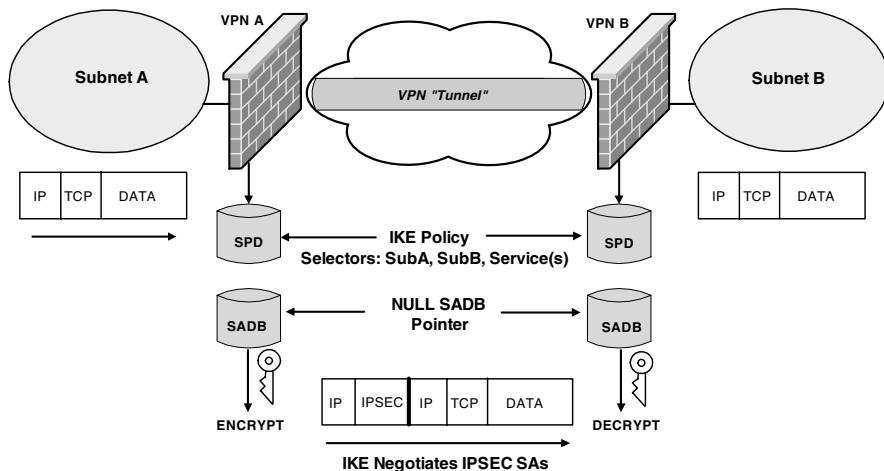 VPN A
VPN B
Subnet A
VPN "Tunnel"
Subnet B
IP TCP DATA
IP TCP DATA
SPD
IKE Policy
Selectors: SubA, SubB, Service(s)
SPD
SADB
NULL SADB
Pointer
SADB
IP IPSEC IP TCP DATA
ENCRYPT
DECRYPT
IKE Negotiates IPSEC SAs